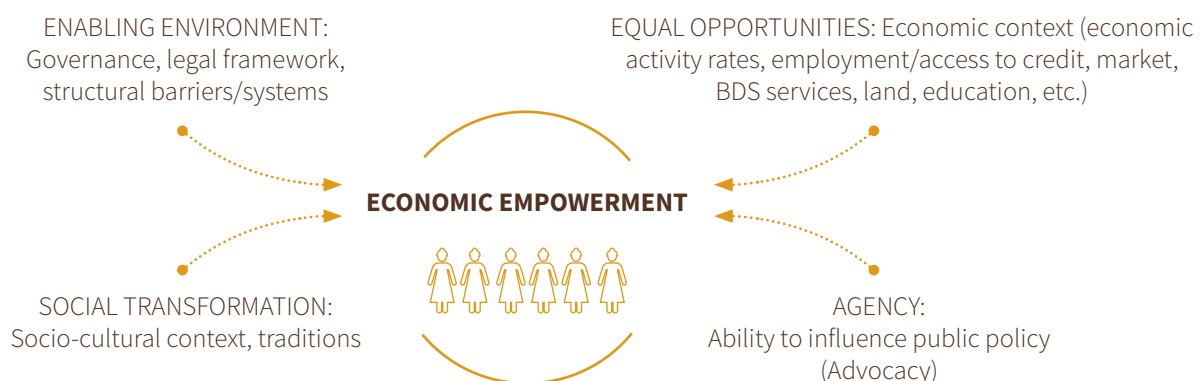 ENABLING ENVIRONMENT:
Governance, legal framework,
structural barriers/systems
EQUAL OPPORTUNITIES: Economic context (economic
activity rates, employment/access to credit, market,
BDS services, land, education, etc.)
ECONOMIC EMPOWERMENT
SOCIAL TRANSFORMATION:
Socio-cultural context, traditions
AGENCY:
Ability to influence public policy
(Advocacy)